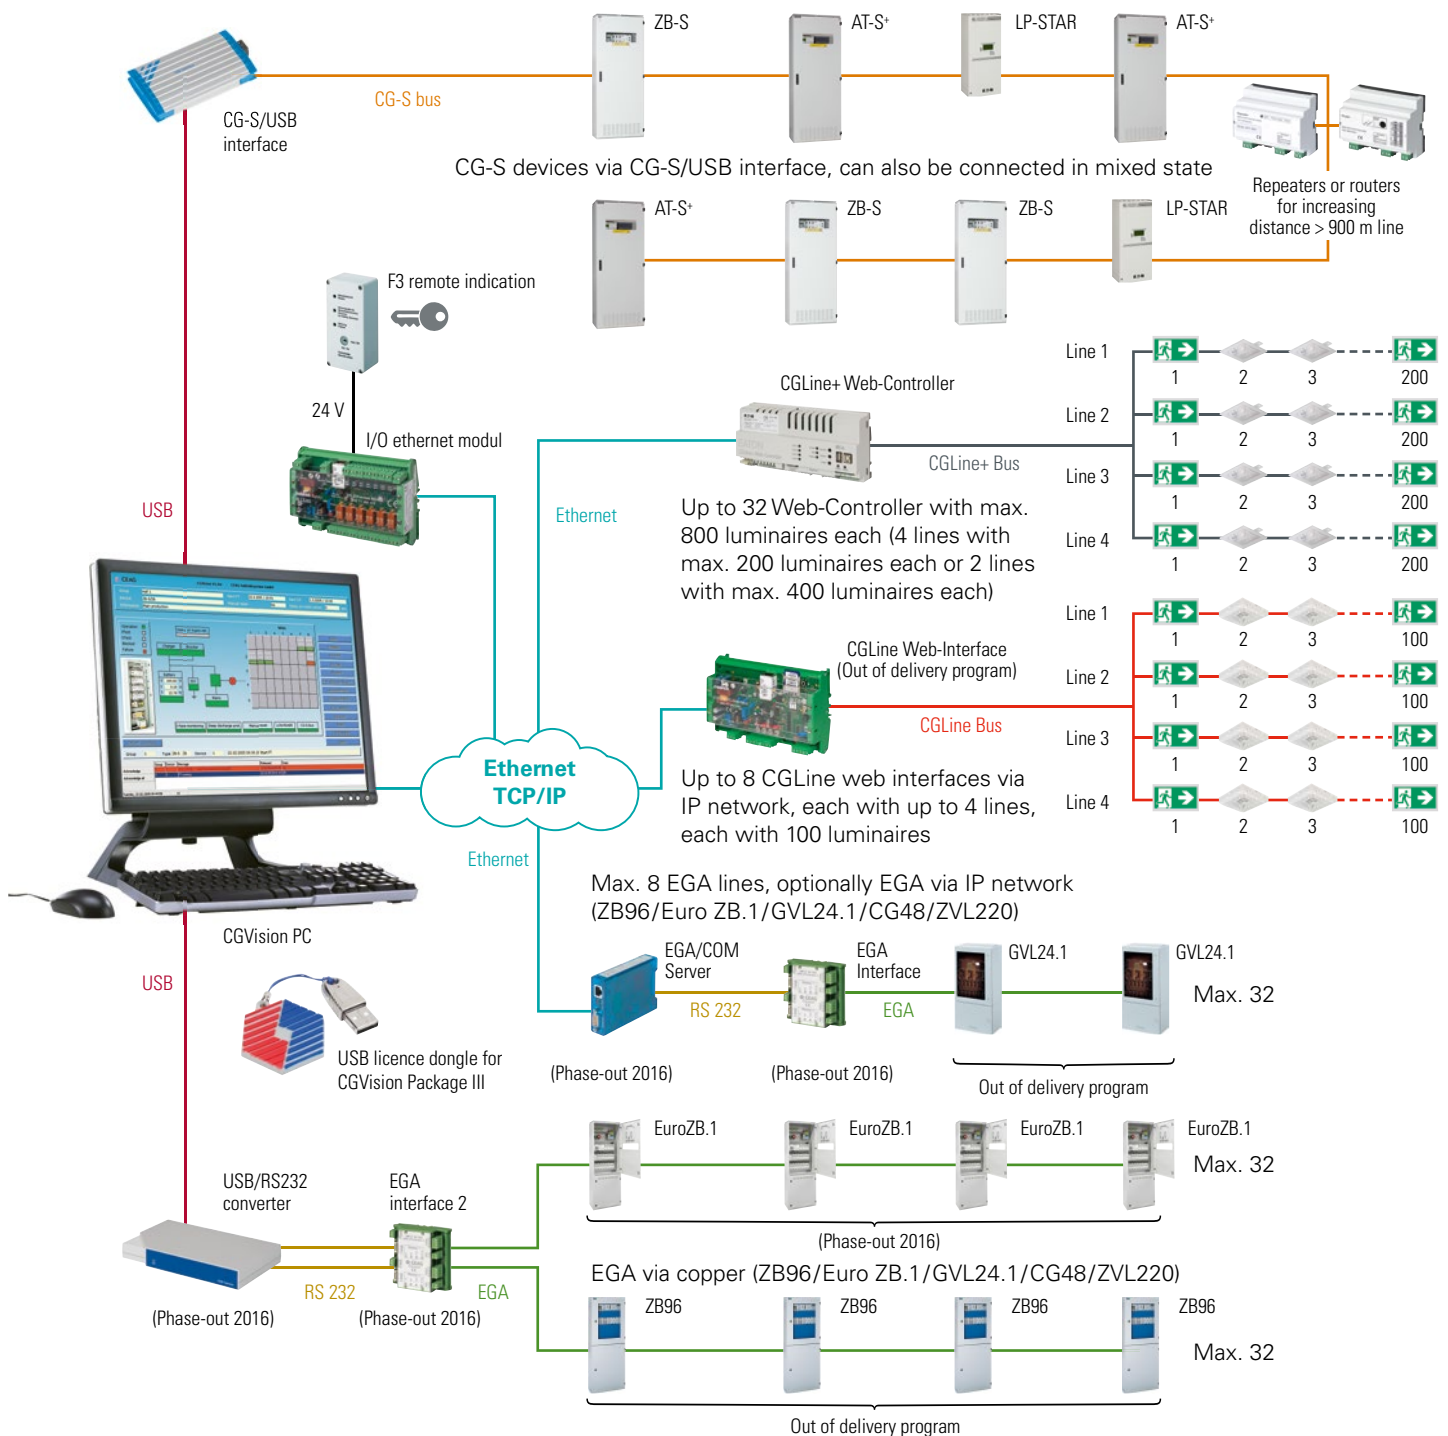 ZB-S
AT-S+
LP-STAR
AT-S+
CG-S bus
CG-S/USB
interface
CG-S devices via CG-S/USB interface, can also be connected in mixed state
Repeaters or routers
for increasing
distance > 900 m line
AT-S+
ZB-S
ZB-S
LP-STAR
F3 remote indication
24 V
I/O ethernet modul
USB
Ethernet
CGLine+ Web-Controller
CGLine+ Bus
Line 1
1 2 3 200
Line 2
1 2 3 200
Line 3
1 2 3 200
Line 4
1 2 3 200
Up to 32 Web-Controller with max.
800 luminaires each (4 lines with
max. 200 luminaires each or 2 lines
with max. 400 luminaires each)
CGLine Web-Interface
(Out of delivery program)
CGLine Bus
Line 1
1 2 3 100
Line 2
1 2 3 100
Line 3
1 2 3 100
Line 4
1 2 3 100
Up to 8 CGLine web interfaces via
IP network, each with up to 4 lines,
each with 100 luminaires
Ethernet
TCP/IP
Ethernet
CGVision PC
Max. 8 EGA lines, optionally EGA via IP network
(ZB96/Euro ZB.1/GVL24.1/CG48/ZVL220)
EGA/COM
Server
RS 232
EGA
Interface
EGA
GVL24.1
GVL24.1
Max. 32
(Phase-out 2016)
(Phase-out 2016)
Out of delivery program
USB
USB licence dongle for
CGVision Package III
EuroZB.1
EuroZB.1
EuroZB.1
EuroZB.1
Max. 32
(Phase-out 2016)
USB/RS232
converter
EGA
interface 2
RS 232
EGA
(Phase-out 2016)
(Phase-out 2016)
EGA via copper (ZB96/Euro ZB.1/GVL24.1/CG48/ZVL220)
ZB96
ZB96
ZB96
ZB96
Max. 32
Out of delivery program